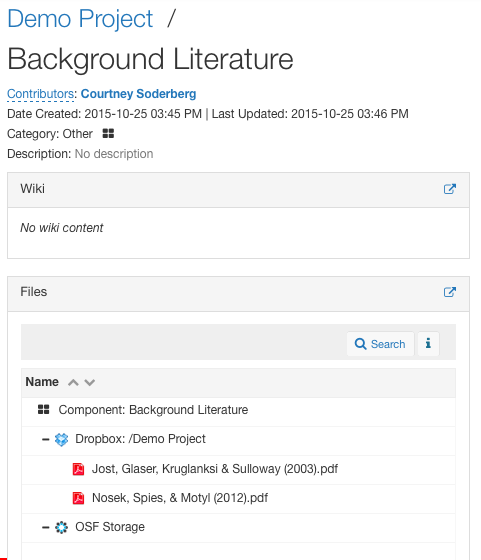 Demo Project /
Background Literature
Contributors: Courtney Soderberg
Date Created: 2015-10-25 03:45 PM | Last Updated: 2015-10-25 03:46 PM
Category: Other
Description: No description
Wiki
No wiki content
Files
Search
Name
Component: Background Literature
Dropbox: /Demo Project
Jost, Glaser, Kruglanksi & Sulloway (2003).pdf
Nosek, Spies, & Motyl (2012).pdf
OSF Storage